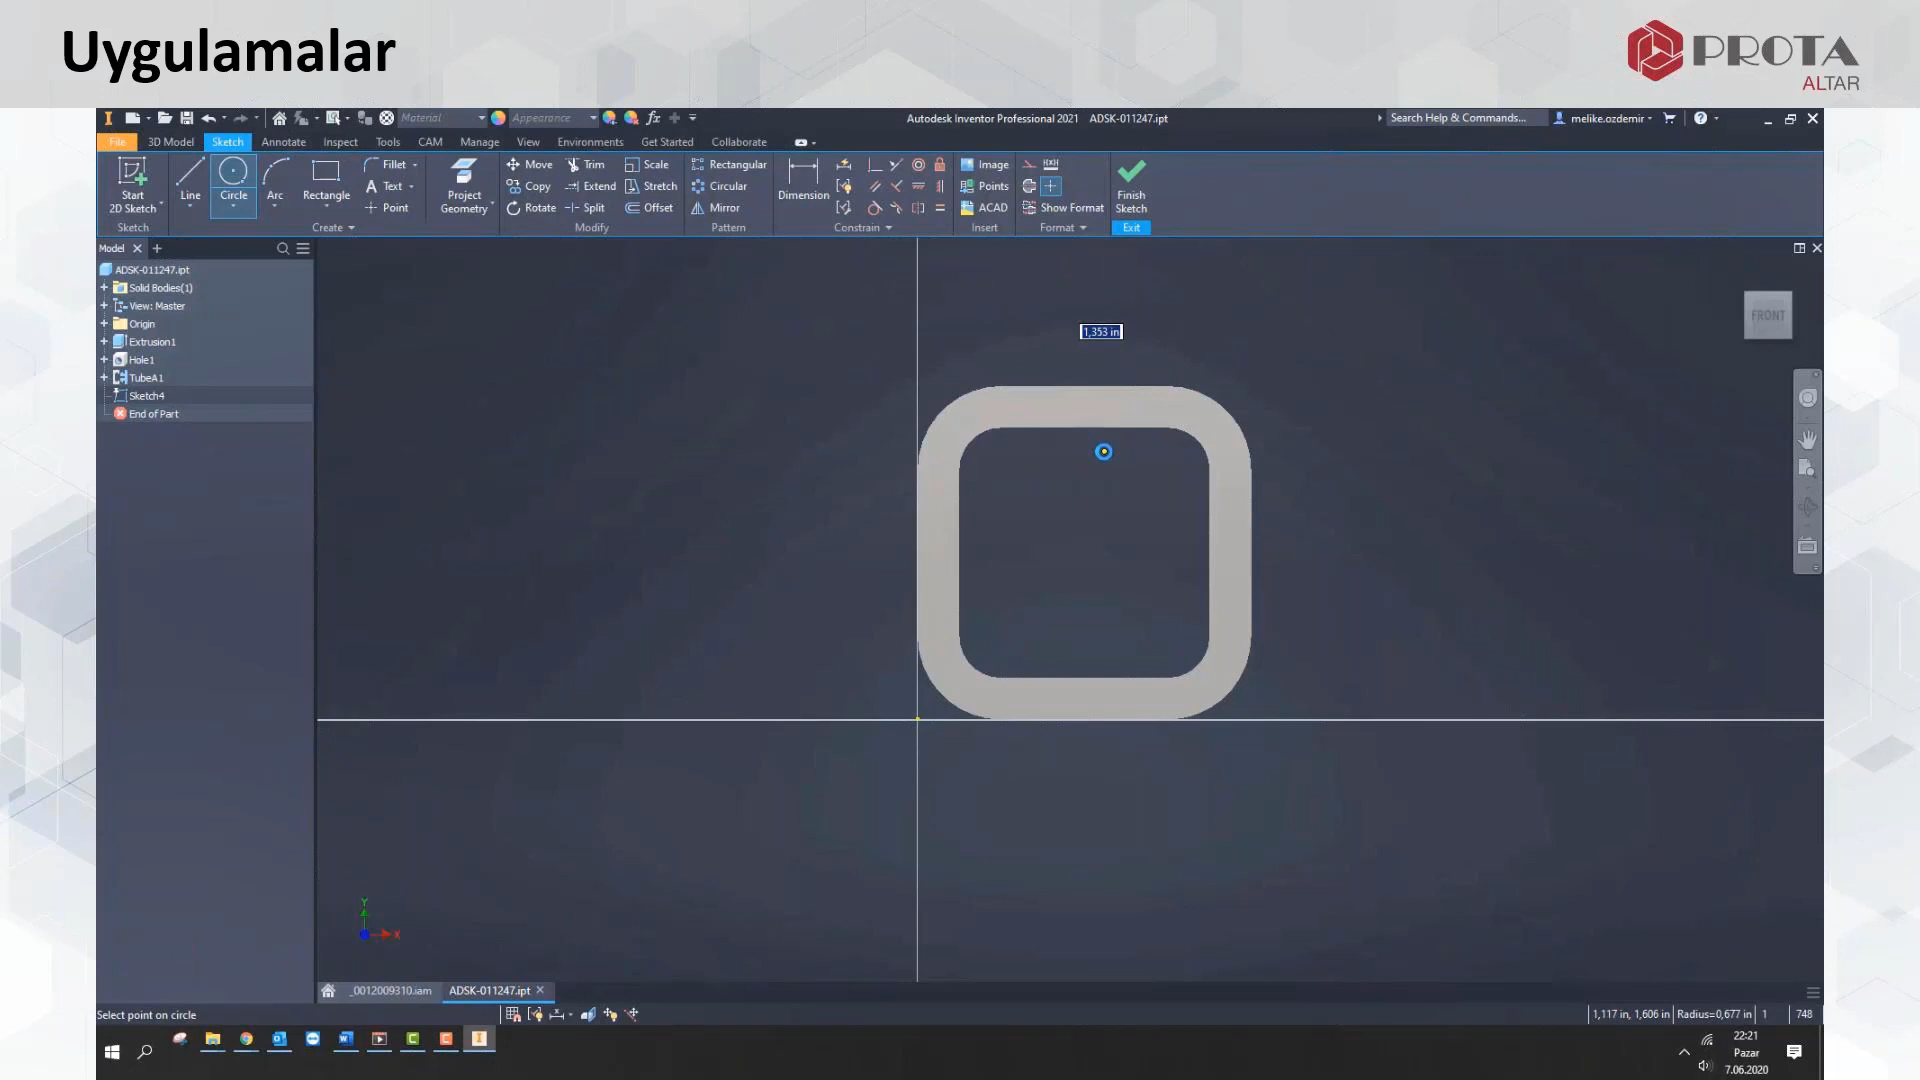 Uygulamalar
PROTA
ALTAR
Material
Appearance
Autodesk Inventor Professional 2021 ADSK-011247.ipt
Search Help & Commands...
melike.ozdemir
File 3D Model Sketch Annotate Inspect Tools CAM Manage View Environments Get Started Collaborate
Start
2D Sketch
Line
Circle
Arc
Rectangle
Fillet
Text
Point
Project
Geometry
Move Trim Scale
Copy Extend Stretch
Rotate Split Offset
Rectangular
Circular
Mirror
Dimension
Image
Points
ACAD
Show Format
Finish
Sketch
Sketch Create Modify Pattern Constrain Insert Format Exit
Model
ADSK-011247.ipt
Solid Bodies(1)
View: Master
Origin
Extrusion1
Hole1
TubeA1
Sketch4
End of Part
1,353 in
FRONT
Y
X
_0012009310.iam ADSK-011247.ipt
Select point on circle
1,117 in, 1,606 in Radius=0,677 in 1 748
22:21
Pazar
7.06.2020